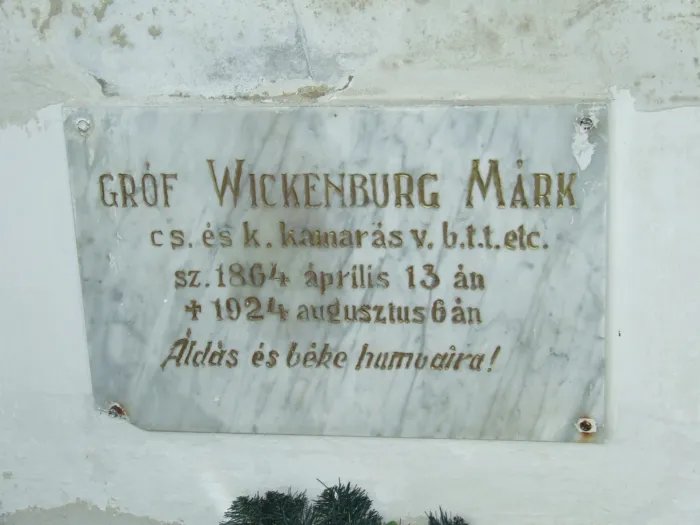 GRÓF WICKENBURG MÁRK
cs. és k. kamarás v. b.t.t. etc.
sz. 1864 április 13 án
✝ 1924 augusztus 6 án
Áldás és béke humvaira!